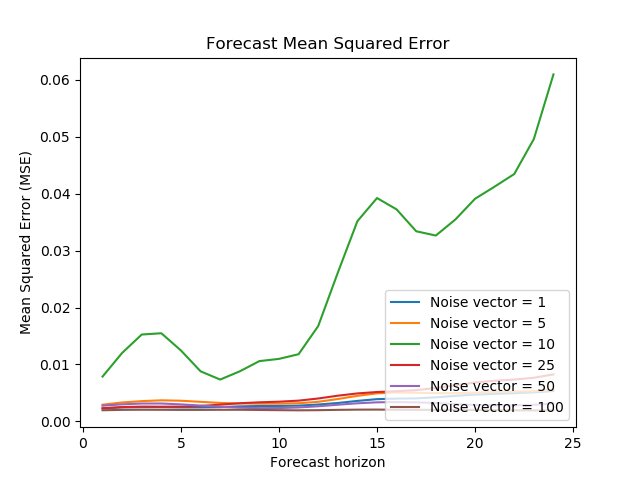 Forecast Mean Squared Error
Mean Squared Error (MSE)
0.06
0.05
0.04
0.03
0.02
0.01
0.00
Noise vector = 1
Noise vector = 5
Noise vector = 10
Noise vector = 25
Noise vector = 50
Noise vector = 100
0
5
10
15
20
25
Forecast horizon